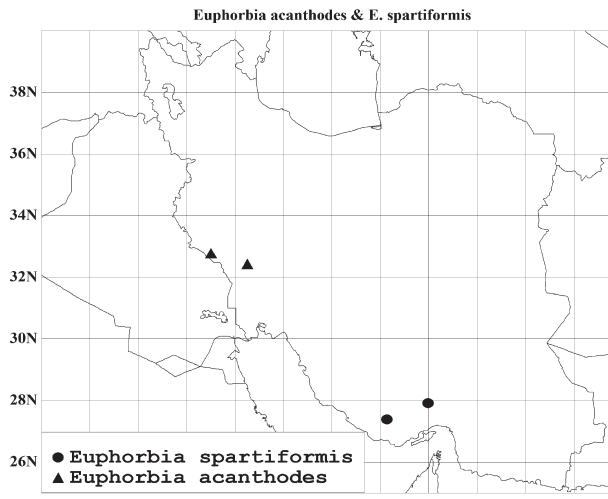 Euphorbia acanthodes & E. spartiformis
38N
36N
34N
32N
30N
28N
26N
Euphorbia spartiformis
Euphorbia acanthodes